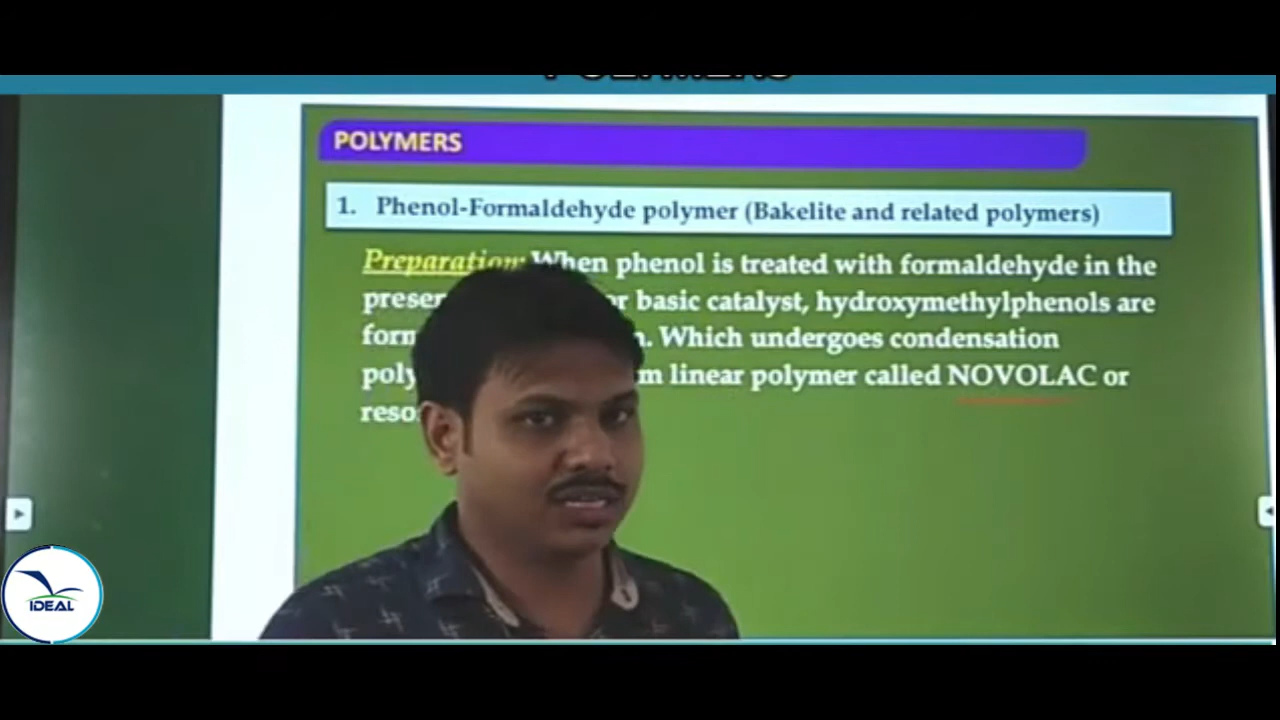 POLYMERS
POLYMERS
1. Phenol-Formaldehyde polymer (Bakelite and related polymers)
Preparation: When phenol is treated with formaldehyde in the
basic catalyst, hydroxymethylphenols are
Which undergoes condensation
linear polymer called NOVOLAC or
IDEAL